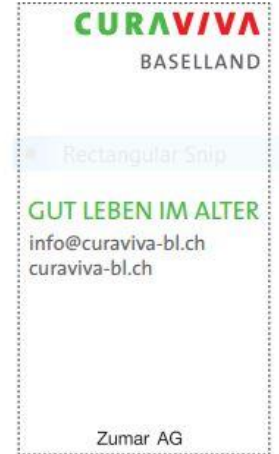 CURAVIVA
BASELLAND
Rectangular Snip
GUT LEBEN IM ALTER
info@curaviva-bl.ch
curaviva-bl.ch
Zumar AG